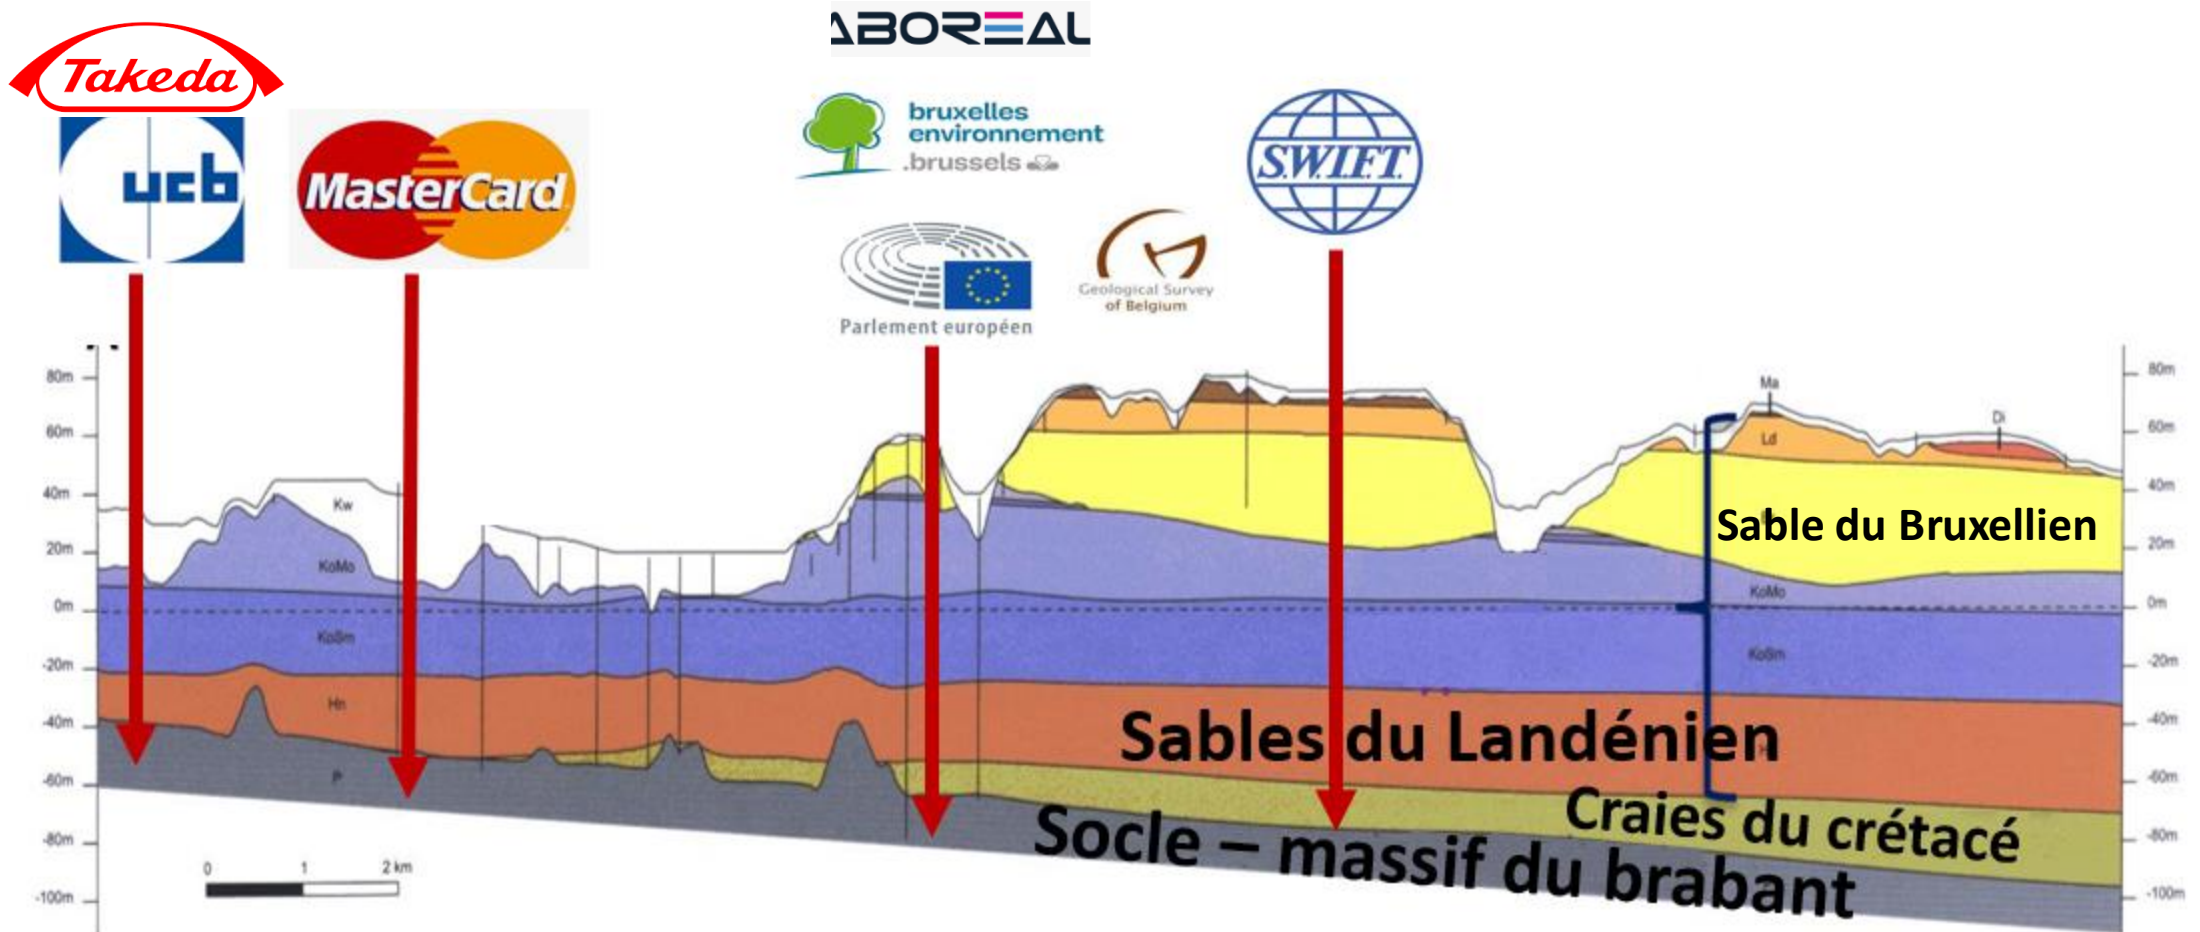 ABOREAL
Takeda
ucb
MasterCard
bruxelles
environnement
.brussels
S.W.I.F.T.
Geological Survey
of Belgium
Parlement européen
80m
60m
40m
20m
0m
-20m
-40m
-60m
-80m
-100m
Kw
KoMo
KoSm
Hn
P
0 1 2 km
Ma
Ld
Di
Sable du Bruxellien
KoMo
KoSm
Sables du Landénien
Craies du crétacé
Socle – massif du brabant
80m
60m
40m
20m
0m
-20m
-40m
-60m
-80m
-100m